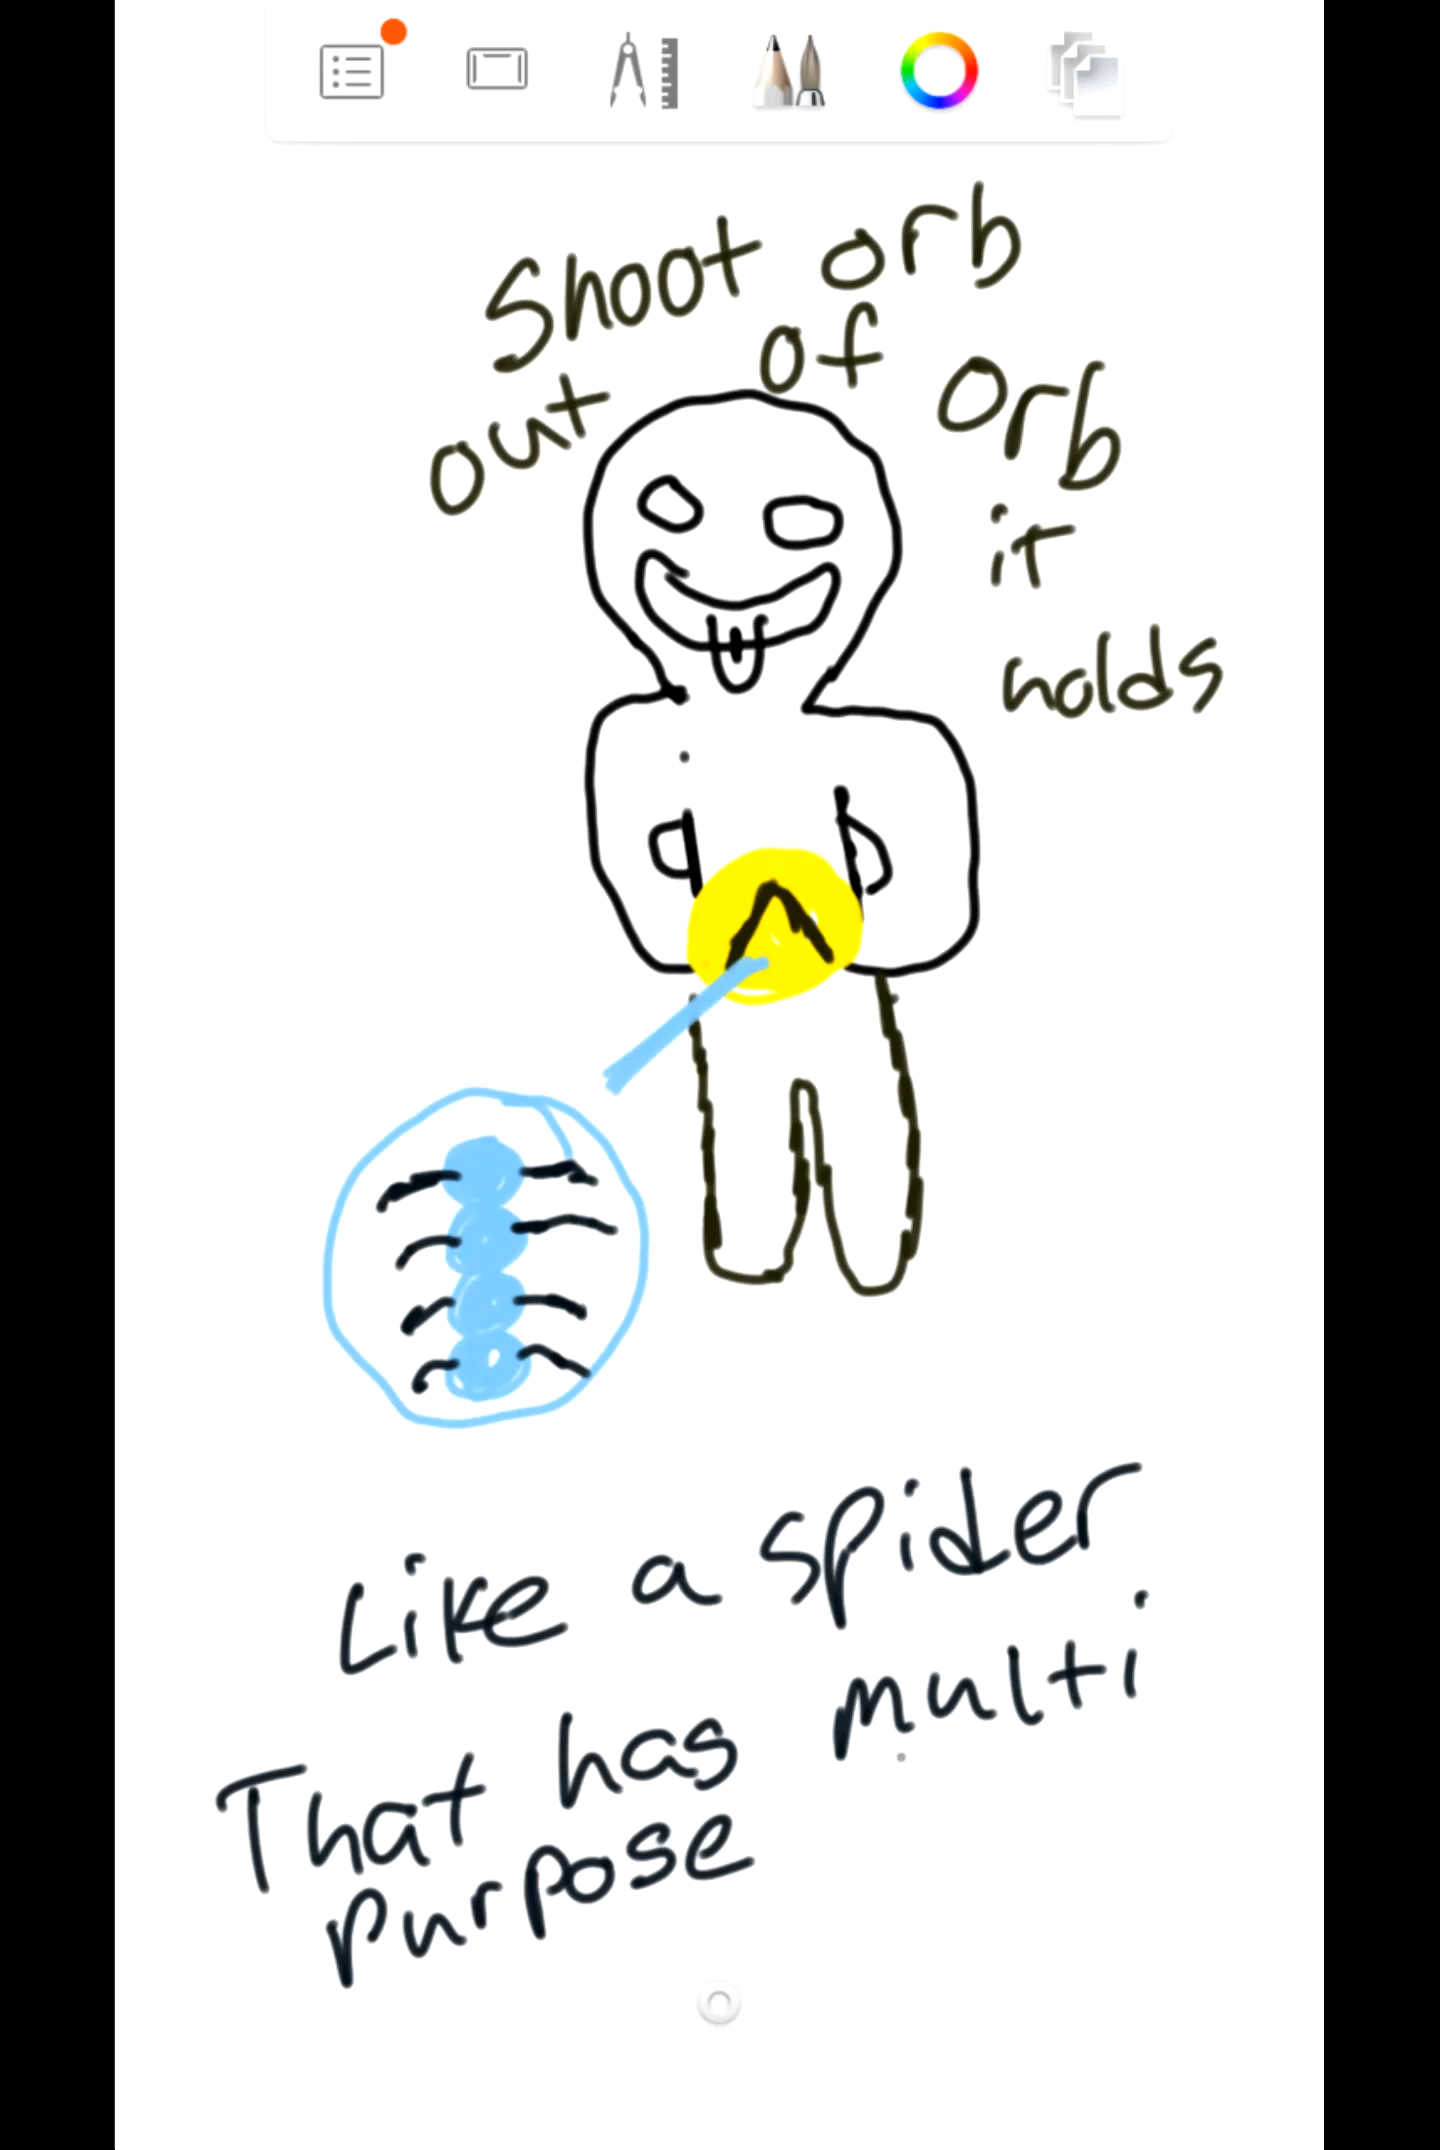 Shoot orb
out of orb
it
holds
Like a spider
That has multi
purpose